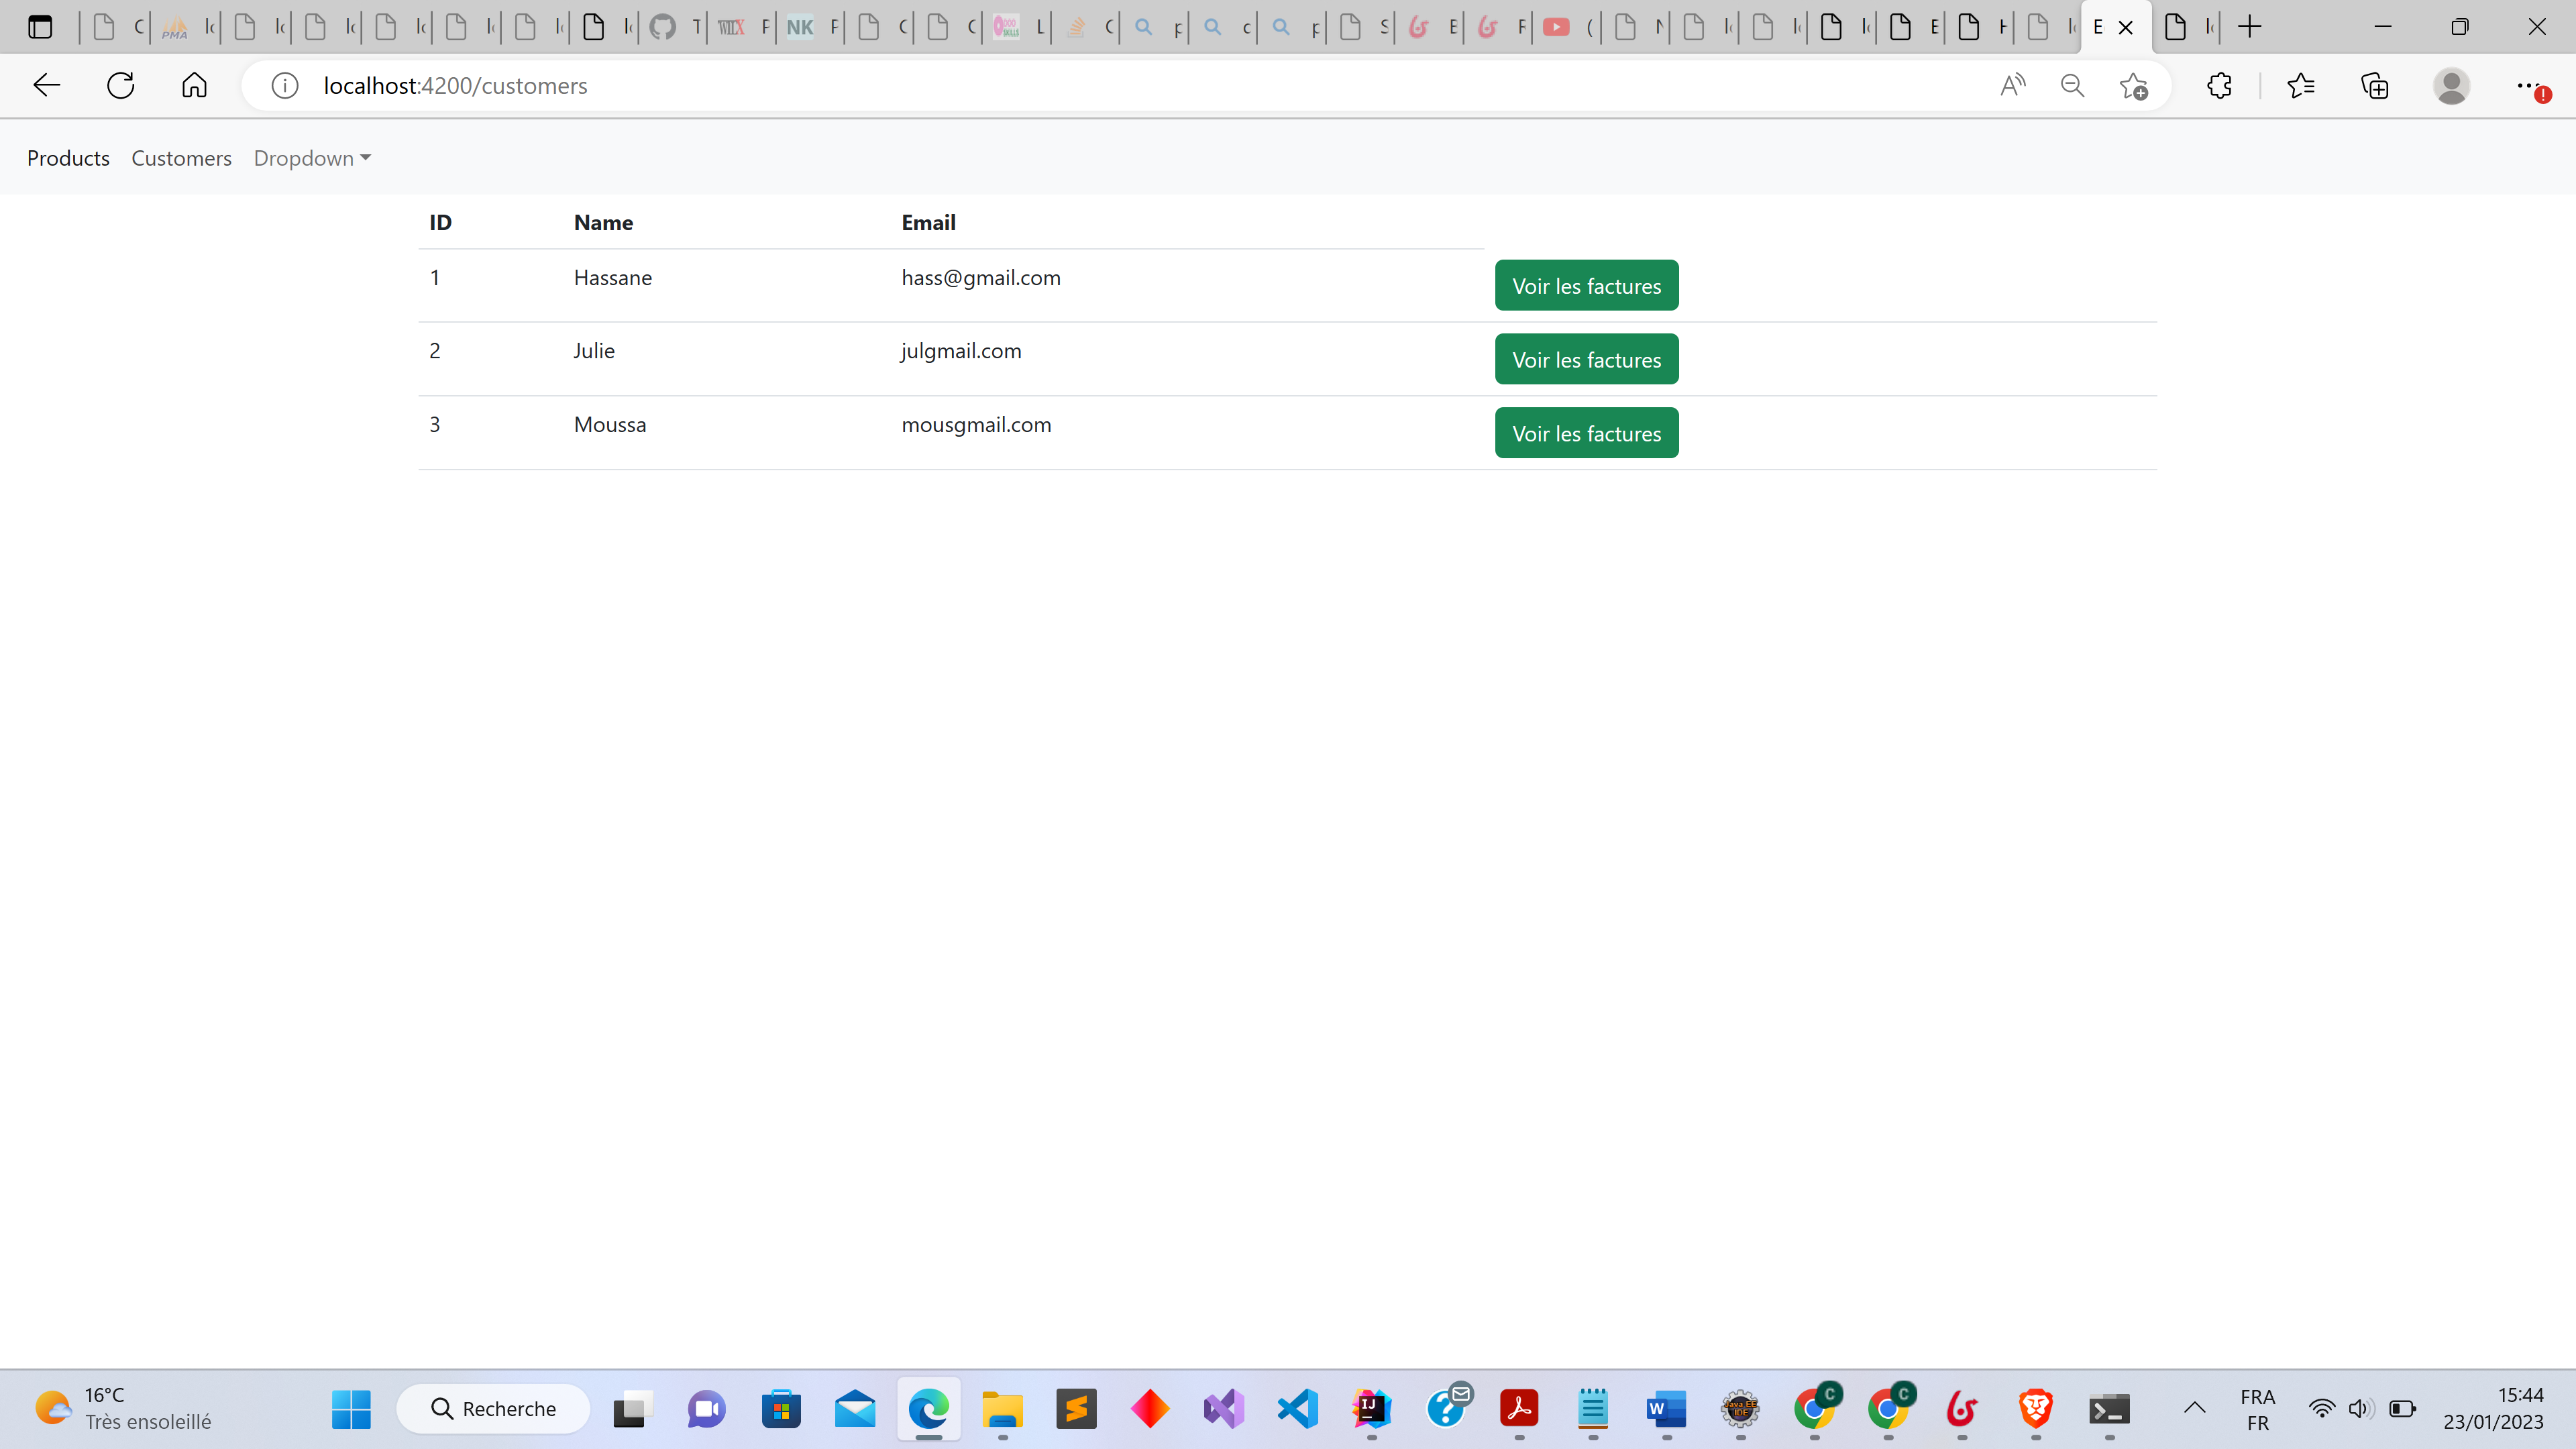 localhost:4200/customers
Products Customers Dropdown
ID Name Email
1 Hassane hass@gmail.com Voir les factures
2 Julie julgmail.com Voir les factures
3 Moussa mousgmail.com Voir les factures
16°C
Très ensoleillé
Recherche
FRA
FR
15:44
23/01/2023